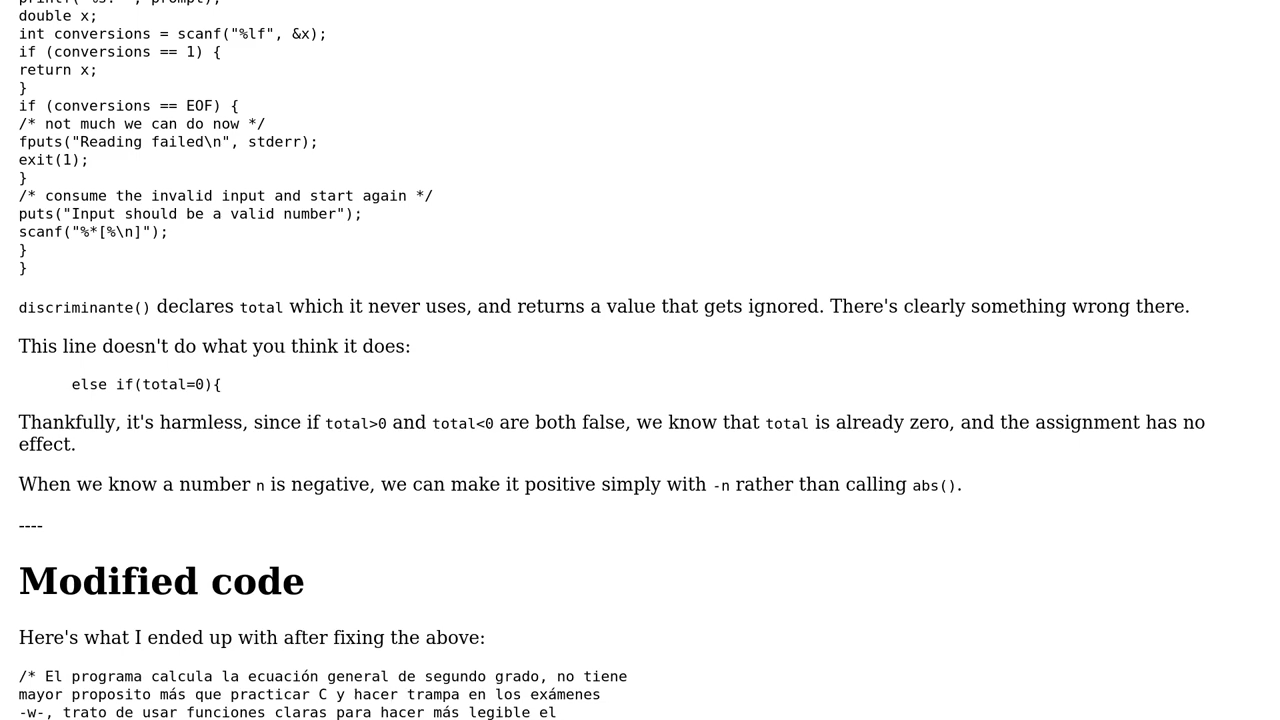 printf("%s: ", prompt);
double x;
int conversions = scanf("%lf", &x);
if (conversions == 1) {
return x;
}
if (conversions == EOF) {
/* not much we can do now */
fputs("Reading failed\n", stderr);
exit(1);
}
/* consume the invalid input and start again */
puts("Input should be a valid number");
scanf("%*[%\n]");
}
}
discriminante() declares total which it never uses, and returns a value that gets ignored. There's clearly something wrong there.
This line doesn't do what you think it does:
else if(total=0){
Thankfully, it's harmless, since if total>0 and total<0 are both false, we know that total is already zero, and the assignment has no
effect.
When we know a number n is negative, we can make it positive simply with -n rather than calling abs().
----
Modified code
Here's what I ended up with after fixing the above:
/* El programa calcula la ecuación general de segundo grado, no tiene
mayor proposito más que practicar C y hacer trampa en los exámenes
-w-, trato de usar funciones claras para hacer más legible el